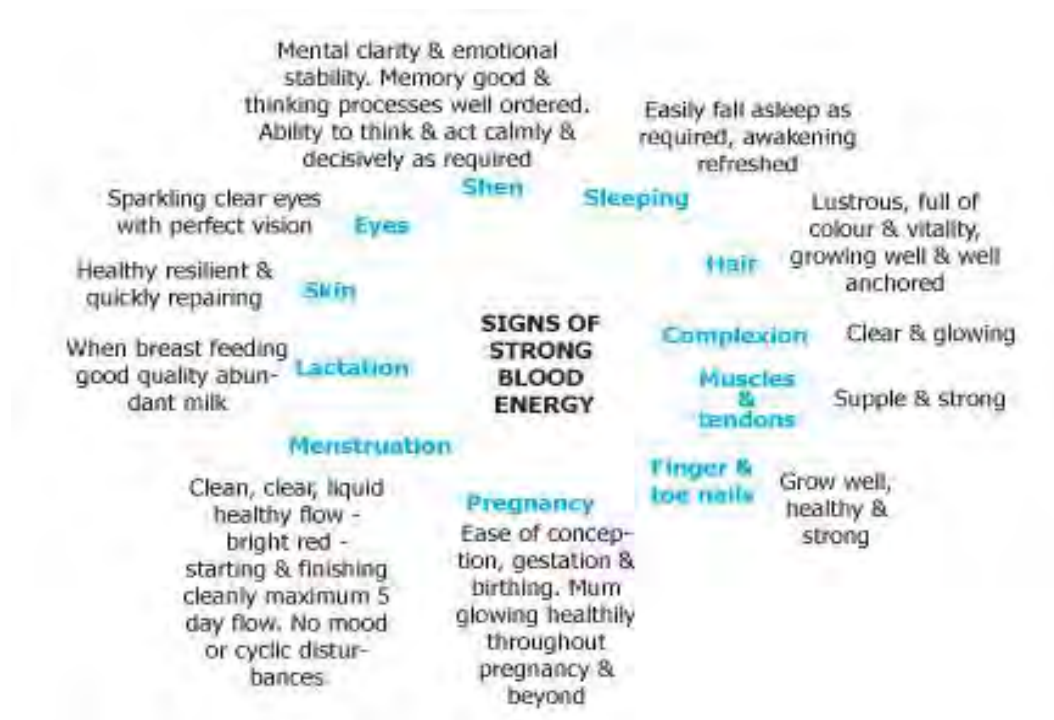 Mental clarity & emotional
stability. Memory good &
thinking processes well ordered.
Ability to think & act calmly &
decisively as required
Shen
Easily fall asleep as
required, awakening
refreshed
Sleeping
Lustrous, full of
colour & vitality,
growing well & well
anchored
Hair
Clear & glowing
Complexion
Supple & strong
Muscles
&
tendons
Finger &
toe nails
Grow well,
healthy &
strong
Pregnancy
Ease of concep-
tion, gestation &
birthing. Mum
glowing healthily
throughout
pregnancy &
beyond
Menstruation
Clean, clear, liquid
healthy flow -
bright red -
starting & finishing
cleanly maximum 5
day flow. No mood
or cyclic distur-
bances
When breast feeding
good quality abun-
dant milk
Lactation
Healthy resilient &
quickly repairing
Skin
Sparkling clear eyes
with perfect vision
Eyes
SIGNS OF
STRONG
BLOOD
ENERGY